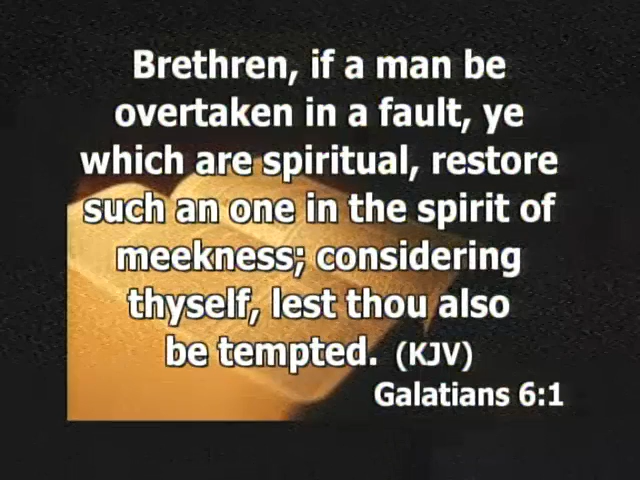 Brethren, if a man be
overtaken in a fault, ye
which are spiritual, restore
such an one in the spirit of
meekness; considering
thyself, lest thou also
be tempted. (KJV)
Galatians 6:1